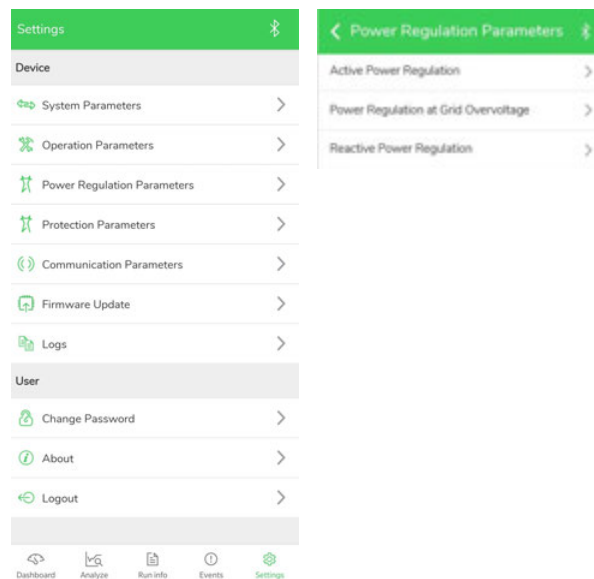 Settings
Device
System Parameters
Operation Parameters
Power Regulation Parameters
Protection Parameters
Communication Parameters
Firmware Update
Logs
User
Change Password
About
Logout
Dashboard Analyze Run info Events Settings
Power Regulation Parameters
Active Power Regulation
Power Regulation at Grid Overvoltage
Reactive Power Regulation